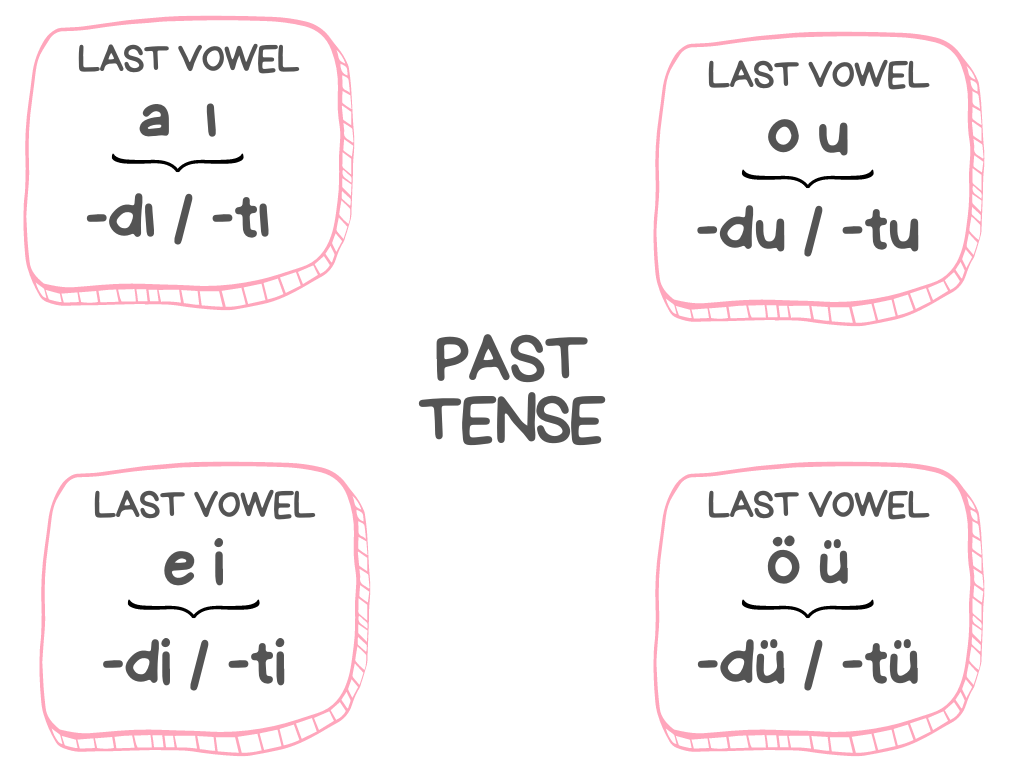 LAST VOWEL
a ı
-dı / -tı
LAST VOWEL
o u
-du / -tu
PAST
TENSE
LAST VOWEL
e i
-di / -ti
LAST VOWEL
ö ü
-dü / -tü